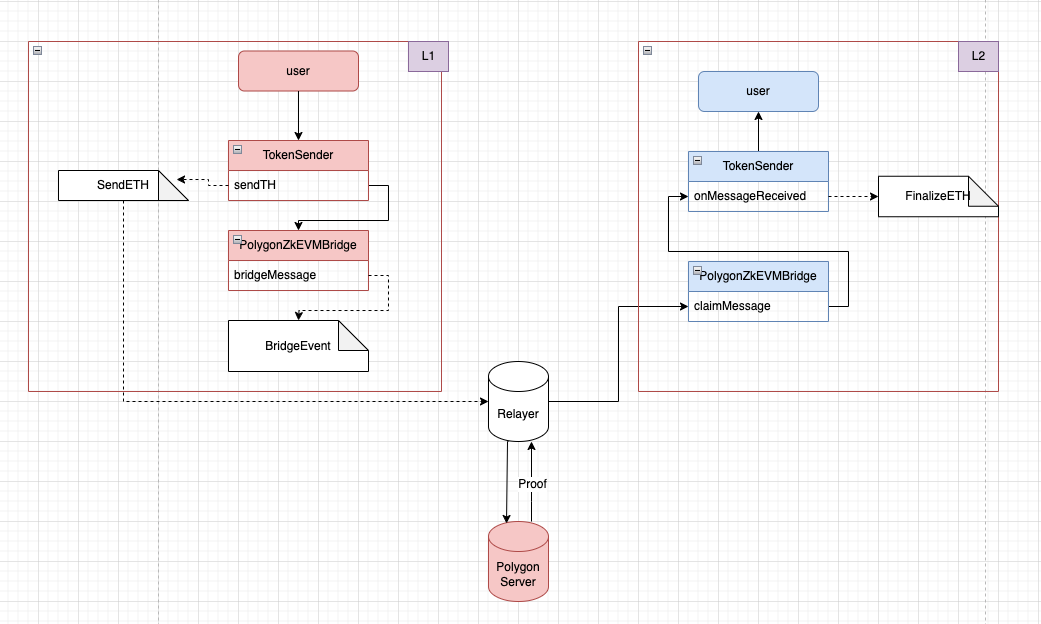 L1
user
TokenSender
sendTH
SendETH
PolygonZkEVMBridge
bridgeMessage
BridgeEvent
L2
user
TokenSender
onMessageReceived
FinalizeETH
PolygonZkEVMBridge
claimMessage
Relayer
Proof
Polygon
Server